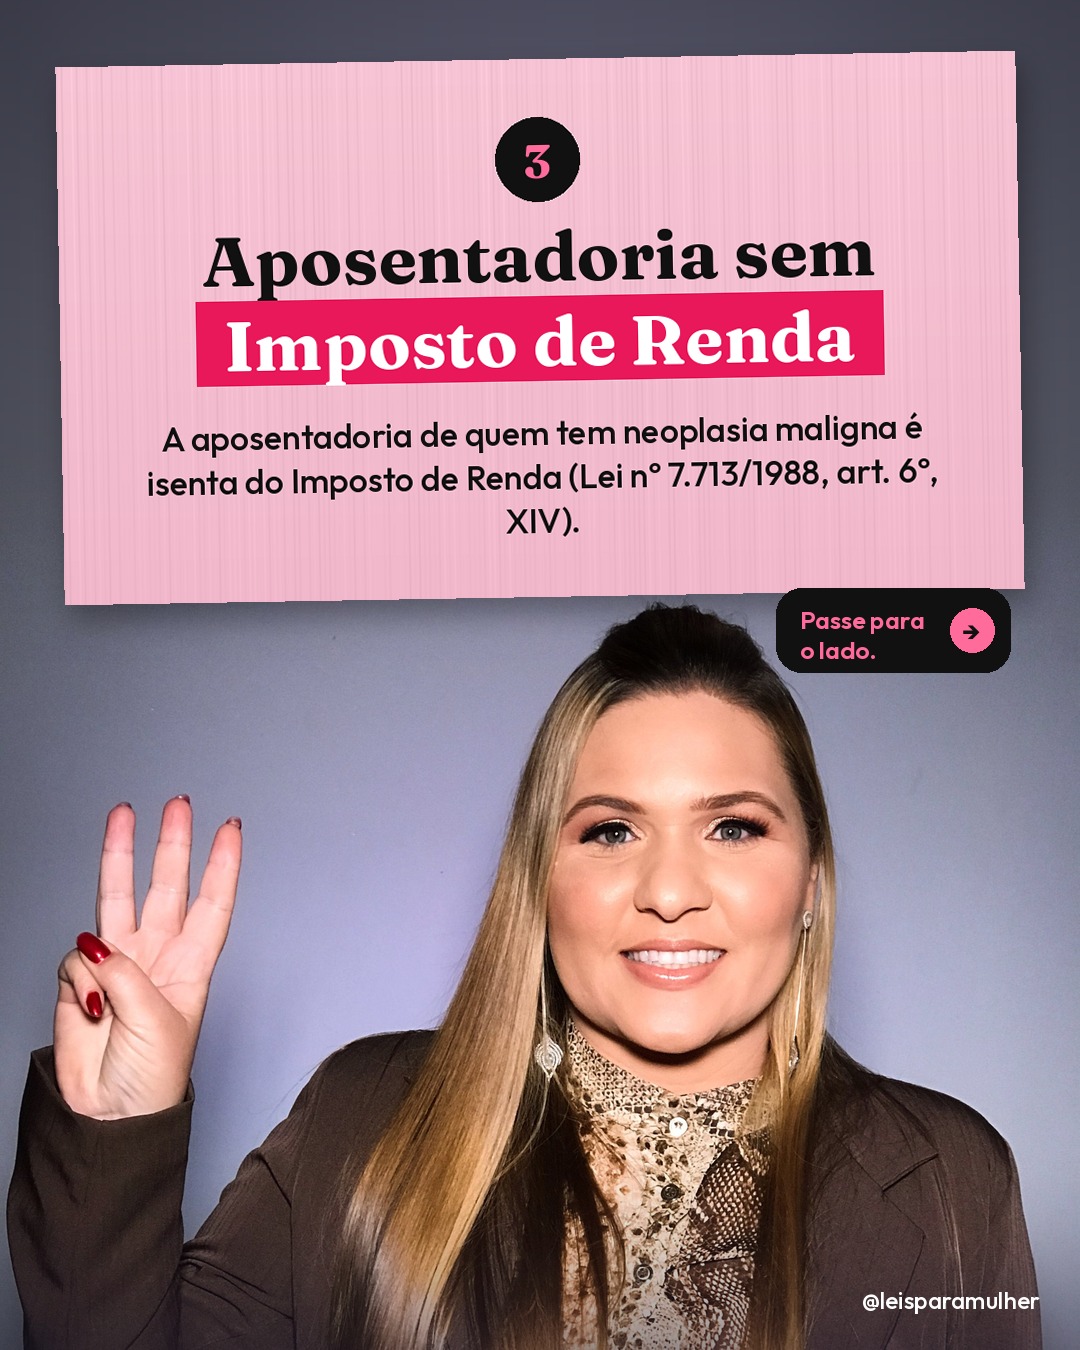 3
Aposentadoria sem
Imposto de Renda
A aposentadoria de quem tem neoplasia maligna é
isenta do Imposto de Renda (Lei nº 7.713/1988, art. 6º,
XIV).
Passe para
o lado.
@leisparamulher